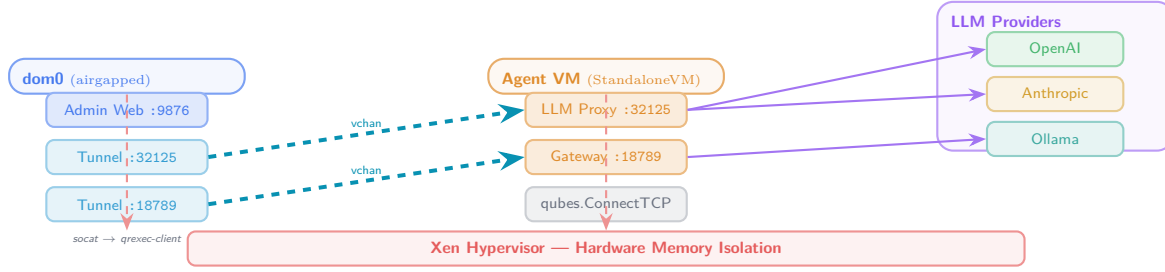 LLM Providers
OpenAI
Anthropic
Ollama
dom0 (airgapped)
Admin Web :9876
Tunnel :32125
Tunnel :18789
socat → qrexec-client
vchan
vchan
Agent VM (StandaloneVM)
LLM Proxy :32125
Gateway :18789
qubes.ConnectTCP
Xen Hypervisor — Hardware Memory Isolation